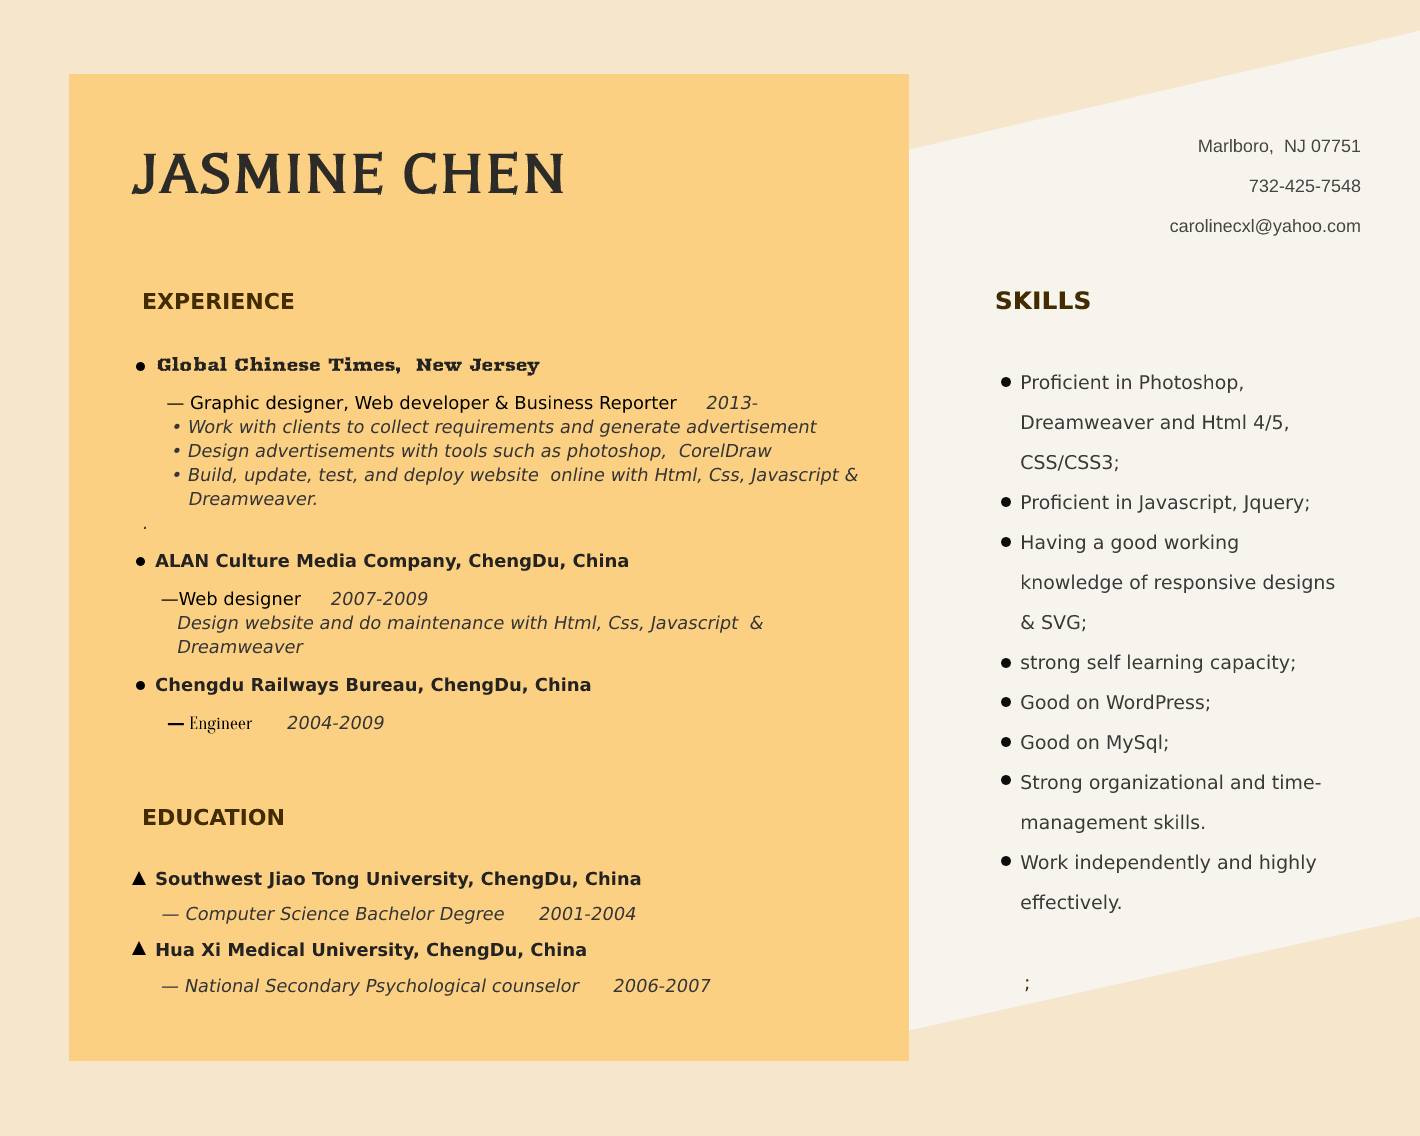 JASMINE CHEN
EXPERIENCE
● Global Chinese Times,  New Jersey
— Graphic designer, Web developer & Business Reporter 2013-
• Work with clients to collect requirements and generate advertisement
• Design advertisements with tools such as photoshop,  CorelDraw
• Build, update, test, and deploy website  online with Html, Css, Javascript &
Dreamweaver.
.
● ALAN Culture Media Company, ChengDu, China
—Web designer 2007-2009
Design website and do maintenance with Html, Css, Javascript  &
Dreamweaver
● Chengdu Railways Bureau, ChengDu, China
— Engineer 2004-2009
EDUCATION
▲ Southwest Jiao Tong University, ChengDu, China
— Computer Science Bachelor Degree 2001-2004
▲ Hua Xi Medical University, ChengDu, China
— National Secondary Psychological counselor 2006-2007
Marlboro,  NJ 07751
732-425-7548
carolinecxl@yahoo.com
SKILLS
● Proficient in Photoshop,
Dreamweaver and Html 4/5,
CSS/CSS3;
● Proficient in Javascript, Jquery;
● Having a good working
knowledge of responsive designs
& SVG;
● strong self learning capacity;
● Good on WordPress;
● Good on MySql;
● Strong organizational and time-
management skills.
● Work independently and highly
effectively.
;